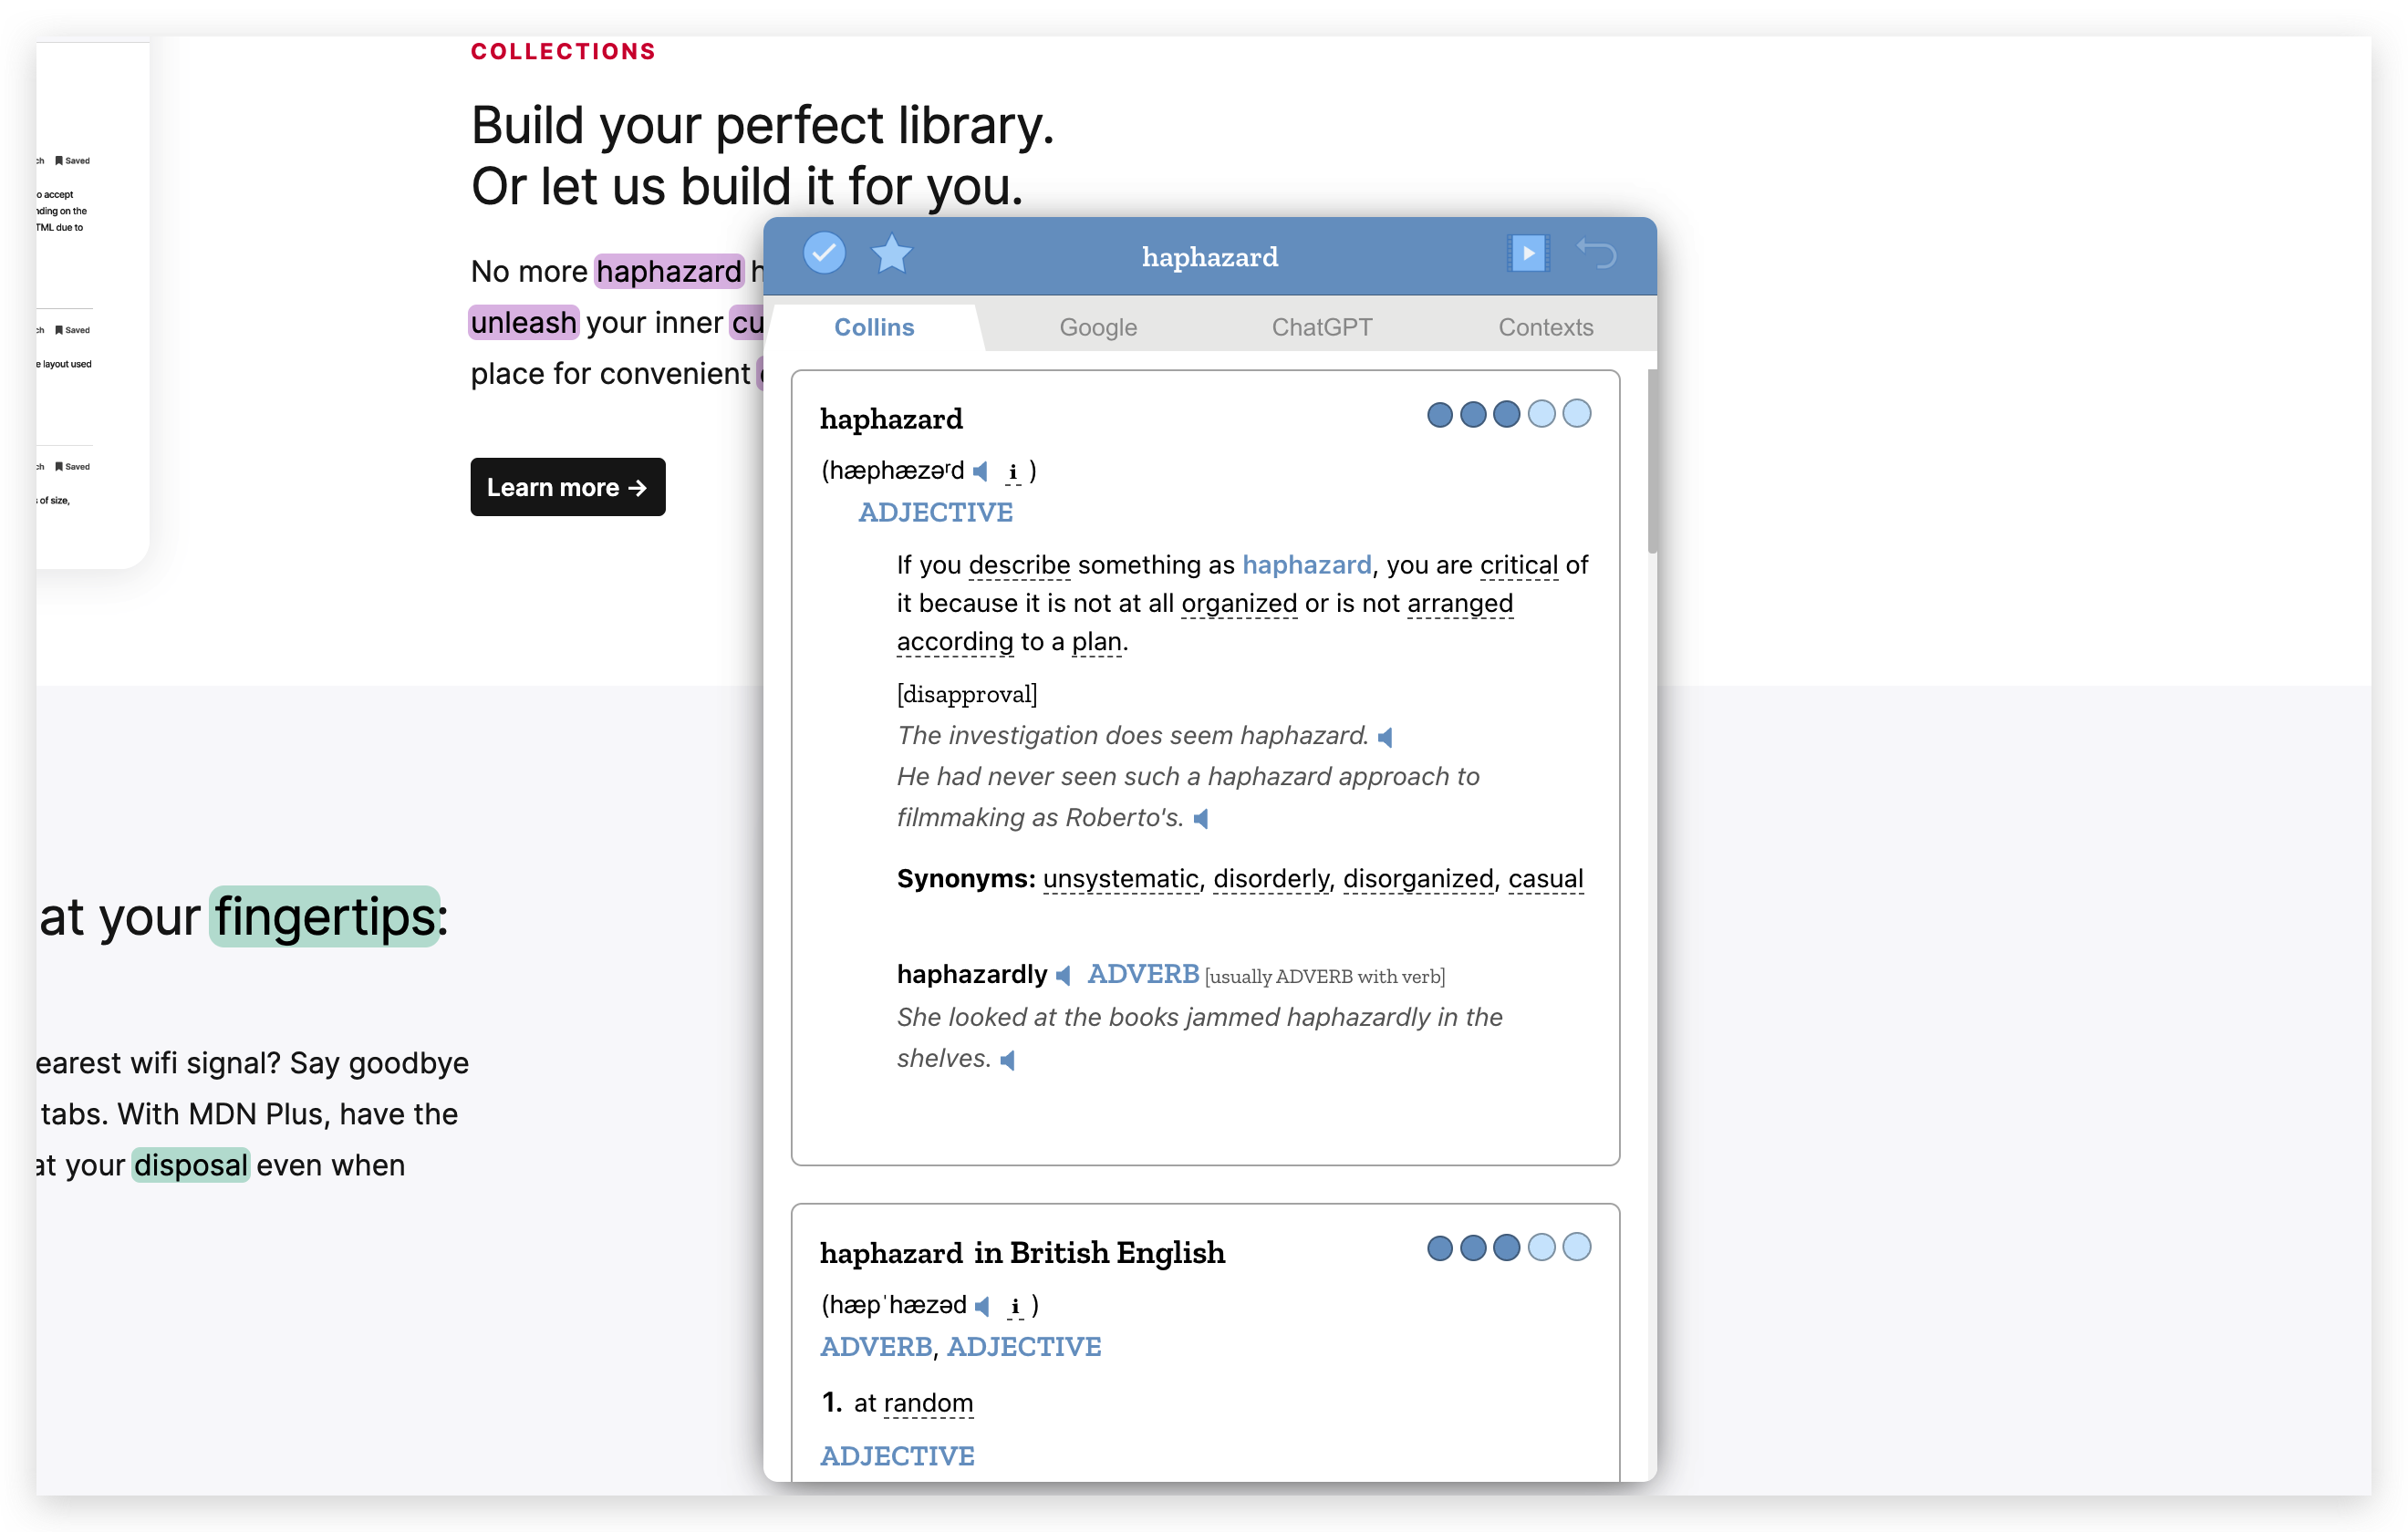 COLLECTIONS
Build your perfect library.
Or let us build it for you.
No more haphazard
unleash your inner
place for convenient
Learn more →
ch Saved
o accept
nding on the
TML due to
ch Saved
e layout used
ch Saved
of size,
at your fingertips:
earest wifi signal? Say goodbye
tabs. With MDN Plus, have the
at your disposal even when
haphazard
Collins Google ChatGPT Contexts
haphazard
(hæphæzəʳd i )
ADJECTIVE
If you describe something as haphazard, you are critical of
it because it is not at all organized or is not arranged
according to a plan.
[disapproval]
The investigation does seem haphazard.
He had never seen such a haphazard approach to
filmmaking as Roberto's.
Synonyms: unsystematic, disorderly, disorganized, casual
haphazardly ADVERB [usually ADVERB with verb]
She looked at the books jammed haphazardly in the
shelves.
haphazard in British English
(hæpˈhæzəd i )
ADVERB, ADJECTIVE
1. at random
ADJECTIVE